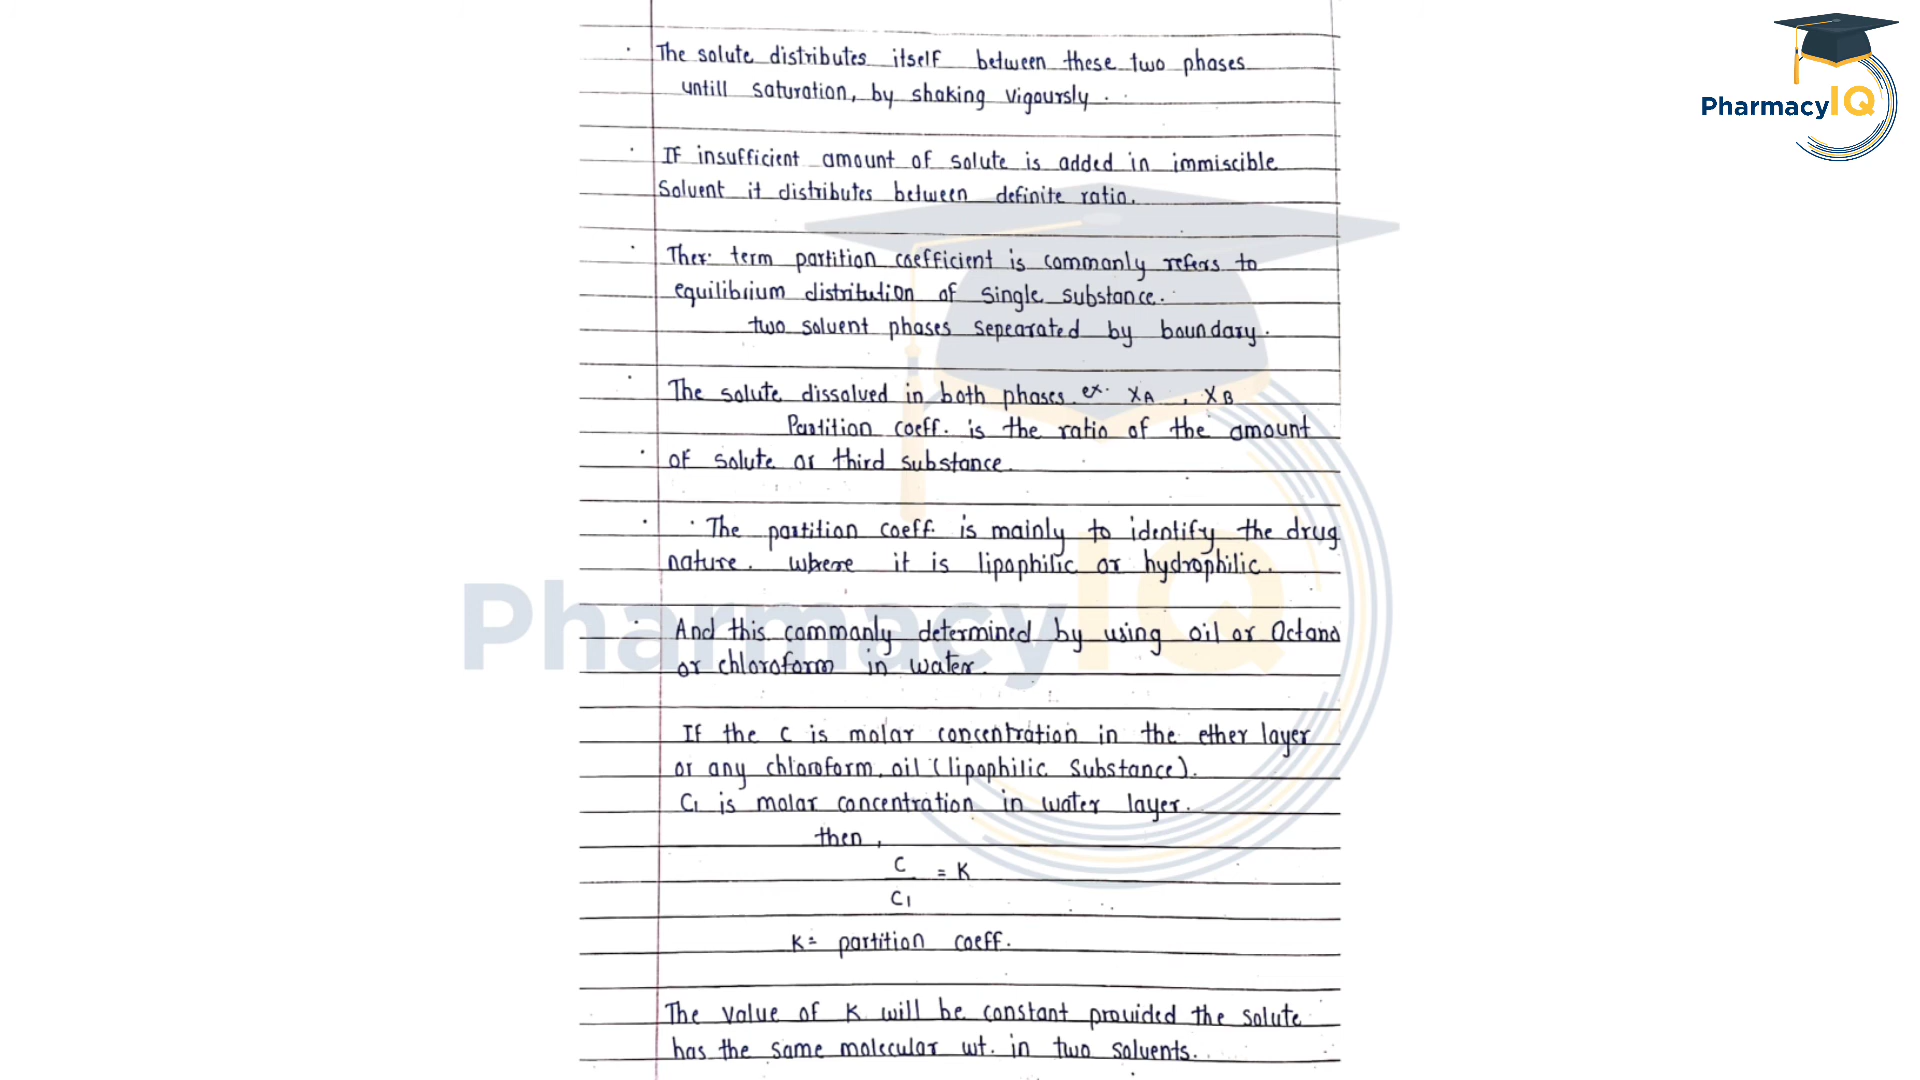 The solute distributes itself between these two phases
untill saturation, by shaking vigoursly.
PharmacyIQ
If insufficient amount of solute is added in immiscible
Solvent it distributes between definite ratio.
Ther term partition coefficient is commonly refers to
equilibrium distribution of single substance.
two solvent phases sepearated by boundary.
The solute dissolved in both phases ex. XA , XB
Partition coeff. is the ratio of the amount
of solute or third substance.
The partition coeff. is mainly to identify the drug
nature. where it is lipophilic or hydrophilic.
PharmacyIQ
And this commonly determined by using oil or Octano
or chloroform in water.
If the C is molar concentration in the ether layer
or any chloroform, oil (lipophilic Substance).
C1 is molar concentration in water layer.
then,
C
= K
C1
K = partition coeff.
The value of K will be constant provided the solute
has the same molecular wt. in two solvents.